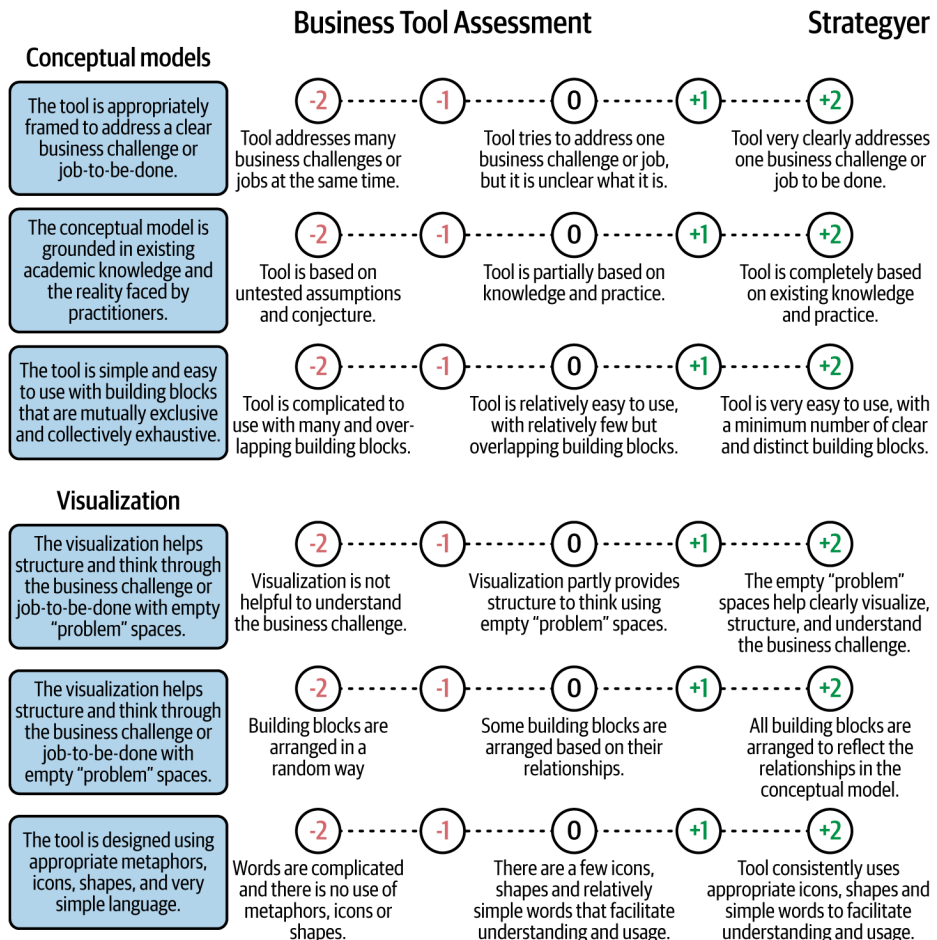 Business Tool Assessment
Strategyer
Conceptual models
The tool is appropriately
framed to address a clear
business challenge or
job-to-be-done.
-2
-1
0
+1
+2
Tool addresses many
business challenges or
jobs at the same time.
Tool tries to address one
business challenge or job,
but it is unclear what it is.
Tool very clearly addresses
one business challenge or
job to be done.
The conceptual model is
grounded in existing
academic knowledge and
the reality faced by
practitioners.
-2
-1
0
+1
+2
Tool is based on
untested assumptions
and conjecture.
Tool is partially based on
knowledge and practice.
Tool is completely based
on existing knowledge
and practice.
The tool is simple and easy
to use with building blocks
that are mutually exclusive
and collectively exhaustive.
-2
-1
0
+1
+2
Tool is complicated to
use with many and over-
lapping building blocks.
Tool is relatively easy to use,
with relatively few but
overlapping building blocks.
Tool is very easy to use, with
a minimum number of clear
and distinct building blocks.
Visualization
The visualization helps
structure and think through
the business challenge or
job-to-be-done with empty
“problem” spaces.
-2
-1
0
+1
+2
Visualization is not
helpful to understand
the business challenge.
Visualization partly provides
structure to think using
empty “problem” spaces.
The empty “problem”
spaces help clearly visualize,
structure, and understand
the business challenge.
The visualization helps
structure and think through
the business challenge or
job-to-be-done with
empty “problem” spaces.
-2
-1
0
+1
+2
Building blocks are
arranged in a
random way
Some building blocks are
arranged based on their
relationships.
All building blocks are
arranged to reflect the
relationships in the
conceptual model.
The tool is designed using
appropriate metaphors,
icons, shapes, and very
simple language.
-2
-1
0
+1
+2
Words are complicated
and there is no use of
metaphors, icons or
shapes.
There are a few icons,
shapes and relatively
simple words that facilitate
understanding and usage.
Tool consistently uses
appropriate icons, shapes and
simple words to facilitate
understanding and usage.